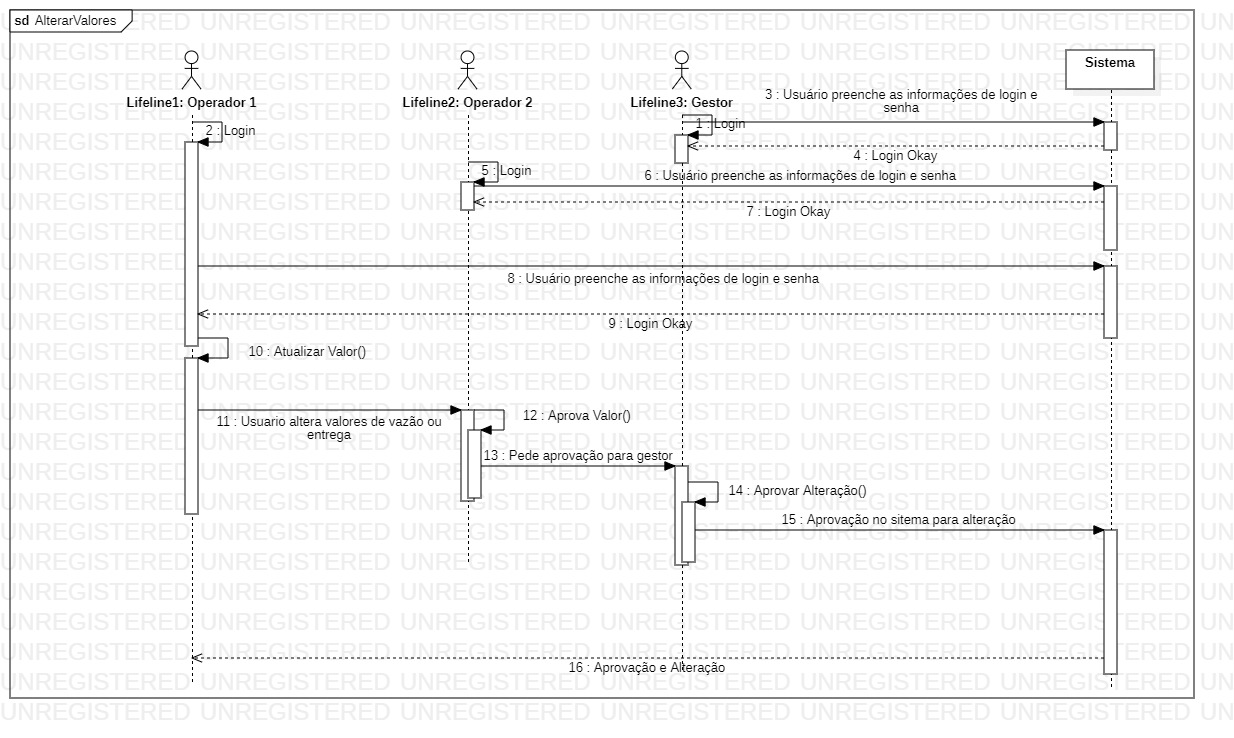 sd AlterarValores
Lifeline1: Operador 1
Lifeline2: Operador 2
Lifeline3: Gestor
Sistema
3 : Usuário preenche as informações de login e
senha
1 : Login
2 : Login
4 : Login Okay
5 : Login
6 : Usuário preenche as informações de login e senha
7 : Login Okay
8 : Usuário preenche as informações de login e senha
9 : Login Okay
10 : Atualizar Valor()
11 : Usuario altera valores de vazão ou
entrega
12 : Aprova Valor()
13 : Pede aprovação para gestor
14 : Aprovar Alteração()
15 : Aprovação no sitema para alteração
16 : Aprovação e Alteração
UNREGISTERED UNREGISTERED UNREGISTERED UNREGISTERED UNREGISTERED UNREGISTERED UN